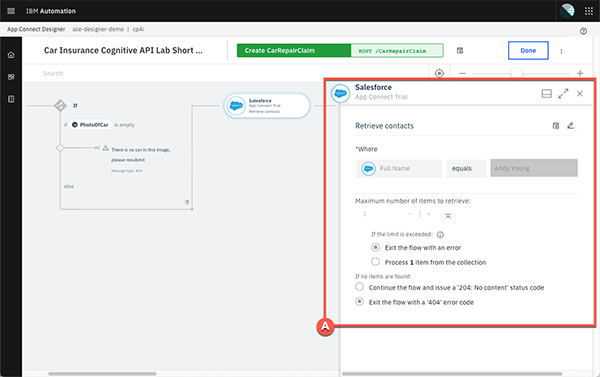 IBM Automation
App Connect Designer ace-designer-demo | cp4i
Car Insurance Cognitive API Lab Short ...
Create CarRepairClaim POST /CarRepairClaim
Done
Search
If
if PhotoOfCar is empty
There is no car in this image,
please resubmit
Message type: 400
else
Salesforce
App Connect Trial
Retrieve contacts
Salesforce
App Connect Trial
Retrieve contacts
*Where
Full Name equals Andy Young
Maximum number of items to retrieve:
1
If the limit is exceeded:
Exit the flow with an error
Process 1 item from the collection
If no items are found:
Continue the flow and issue a '204: No content' status code
Exit the flow with a '404' error code
A